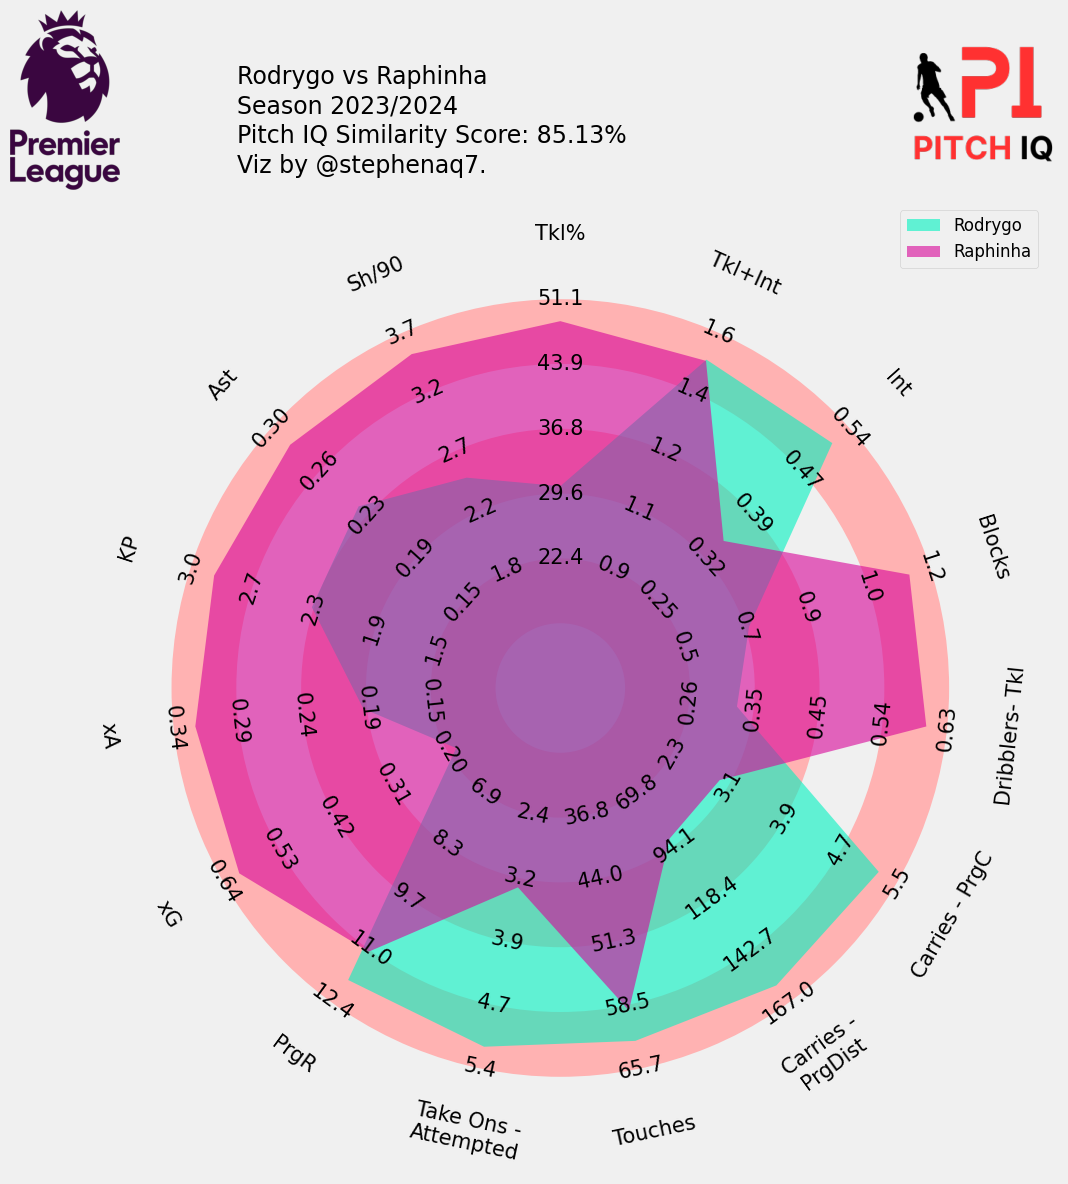 Premier
League
Rodrygo vs Raphinha
Season 2023/2024
Pitch IQ Similarity Score: 85.13%
Viz by @stephenaq7.
PI
PITCH IQ
Rodrygo
Raphinha
Tkl%
51.1
43.9
36.8
29.6
22.4
Tkl+Int
1.6
1.4
1.2
1.1
0.9
Int
0.54
0.47
0.39
0.32
0.25
Blocks
1.2
1.0
0.9
0.7
0.5
Dribblers- Tkl
0.63
0.54
0.45
0.35
0.26
Carries - PrgC
5.5
4.7
3.9
3.1
2.3
Carries -
PrgDist
167.0
142.7
118.4
94.1
69.8
Touches
65.7
58.5
51.3
44.0
36.8
Take Ons -
Attempted
5.4
4.7
3.9
3.2
2.4
PrgR
12.4
11.0
9.7
8.3
6.9
xG
0.64
0.53
0.42
0.31
0.20
xA
0.34
0.29
0.24
0.19
0.15
KP
3.0
2.7
2.3
1.9
1.5
Ast
0.30
0.26
0.23
0.19
0.15
Sh/90
3.7
3.2
2.7
2.2
1.8